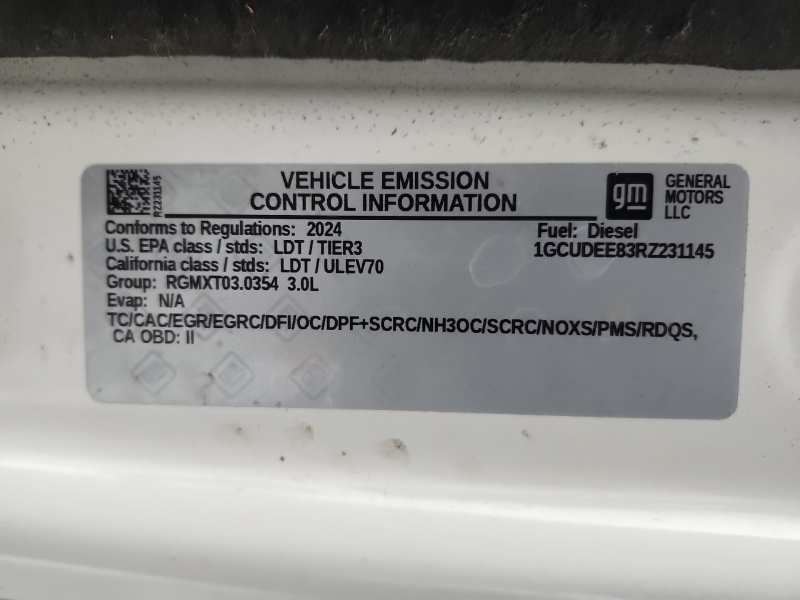 RZ231145
VEHICLE EMISSION
CONTROL INFORMATION
gm
GENERAL
MOTORS
LLC
Conforms to Regulations: 2024
Fuel: Diesel
U.S. EPA class / stds: LDT / TIER3
1GCUDEE83RZ231145
California class / stds: LDT / ULEV70
Group: RGMXT03.0354 3.0L
Evap: N/A
TC/CAC/EGR/EGRC/DFI/OC/DPF+SCRC/NH3OC/SCRC/NOXS/PMS/RDQS,
CA OBD: II